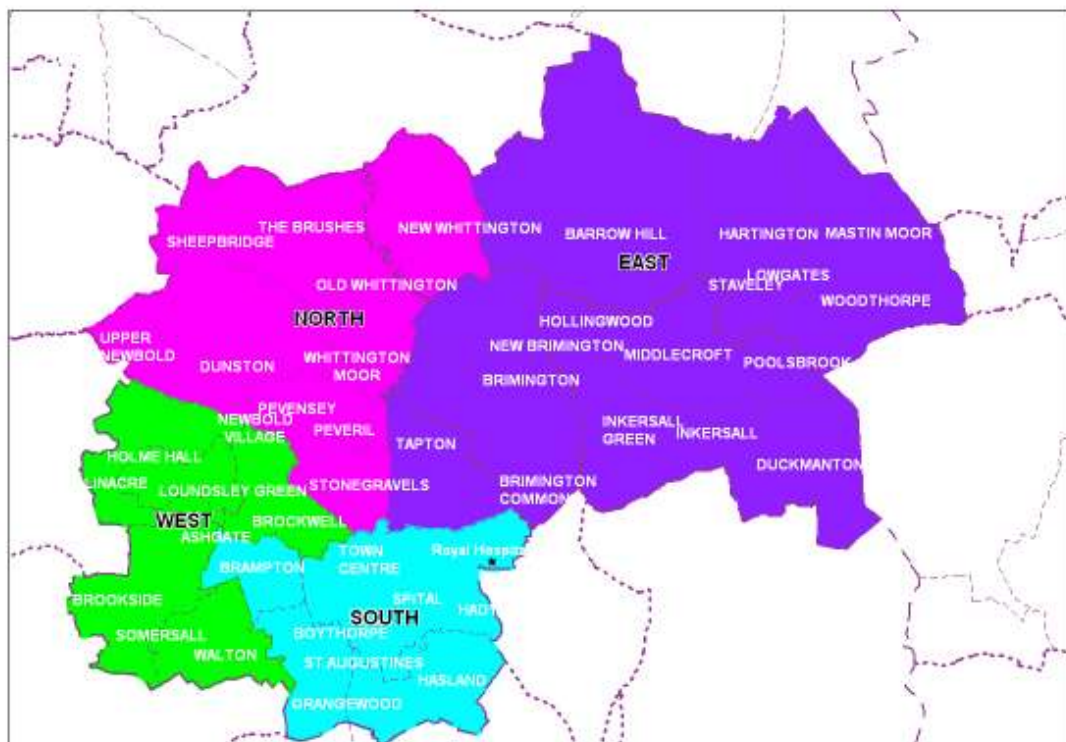 THE BRUSHES
NEW WHITTINGTON
SHEEPBRIDGE
BARROW HILL
HARTINGTON
MASTIN MOOR
EAST
LOWGATES
STAVELEY
OLD WHITTINGTON
WOODTHORPE
NORTH
HOLLINGWOOD
UPPER
NEWBOLD
NEW BRIMINGTON
MIDDLECROFT
WHITTINGTON
MOOR
DUNSTON
POOLSBROOK
BRIMINGTON
PEVENSEY
NEWBOLD
VILLAGE
PEVERIL
TAPTON
INKERSALL
GREEN
INKERSALL
HOLME HALL
DUCKMANTON
LINACRE
LOUNDSLEY GREEN
STONEGRAVELS
BRIMINGTON
COMMON
WEST
BROCKWELL
ASHGATE
TOWN
CENTRE
BRAMPTON
BROOKSIDE
SPITAL
SOUTH
SOMERSALL
BOYTHORPE
WALTON
ST AUGUSTINES
HASLAND
GRANGEWOOD
Royal